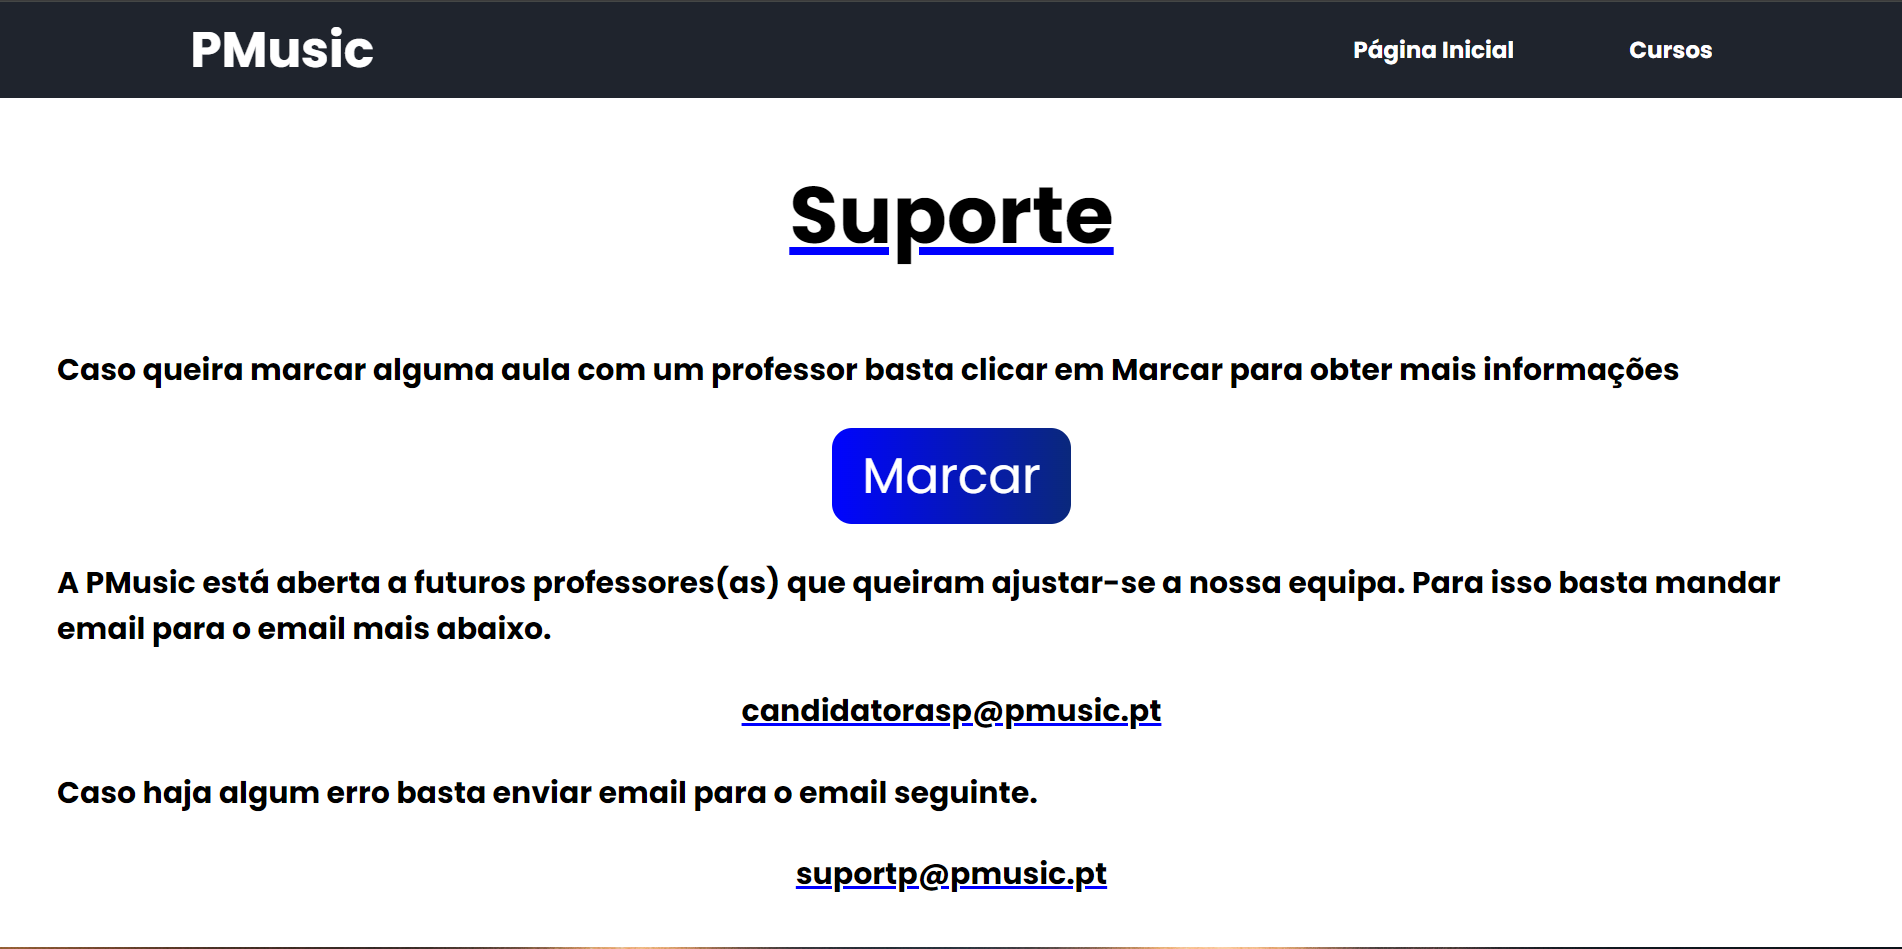 PMusic
Página Inicial
Cursos
Suporte
Caso queira marcar alguma aula com um professor basta clicar em Marcar para obter mais informações
Marcar
A PMusic está aberta a futuros professores(as) que queiram ajustar-se a nossa equipa. Para isso basta mandar
email para o email mais abaixo.
candidatorasp@pmusic.pt
Caso haja algum erro basta enviar email para o email seguinte.
suportp@pmusic.pt